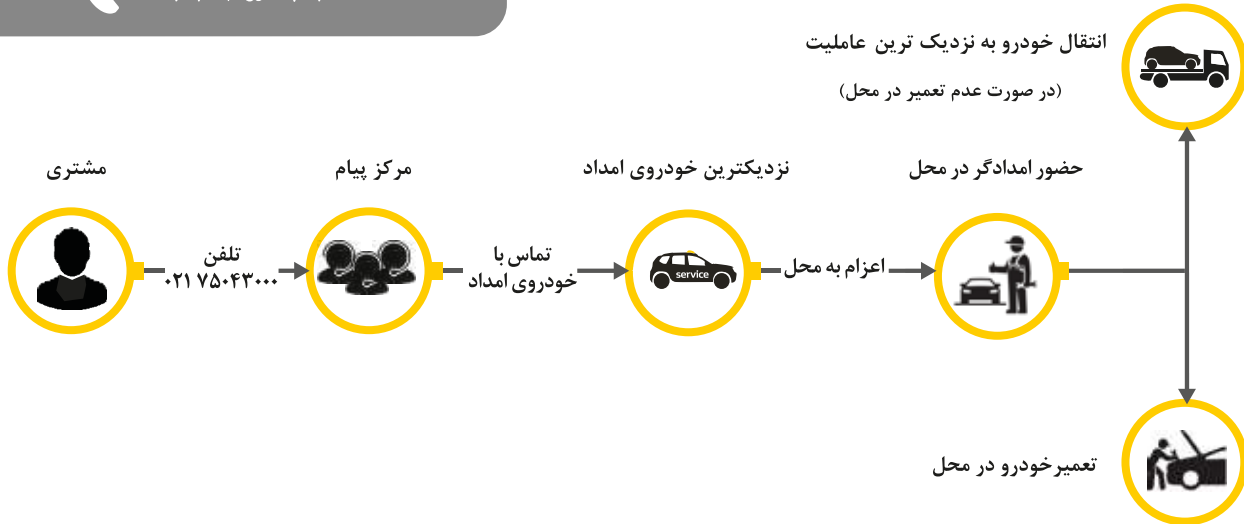 انتقال خودرو به نزدیک ترین عاملیت
(در صورت عدم تعمیر در محل)
مشتری
مرکز پیام
نزدیکترین خودروی امداد
حضور امدادگر در محل
تلفن
۰۲۱ ۷۵۰۴۳۰۰۰
تماس با
خودروی امداد
service
اعزام به محل
تعمیرخودرو در محل